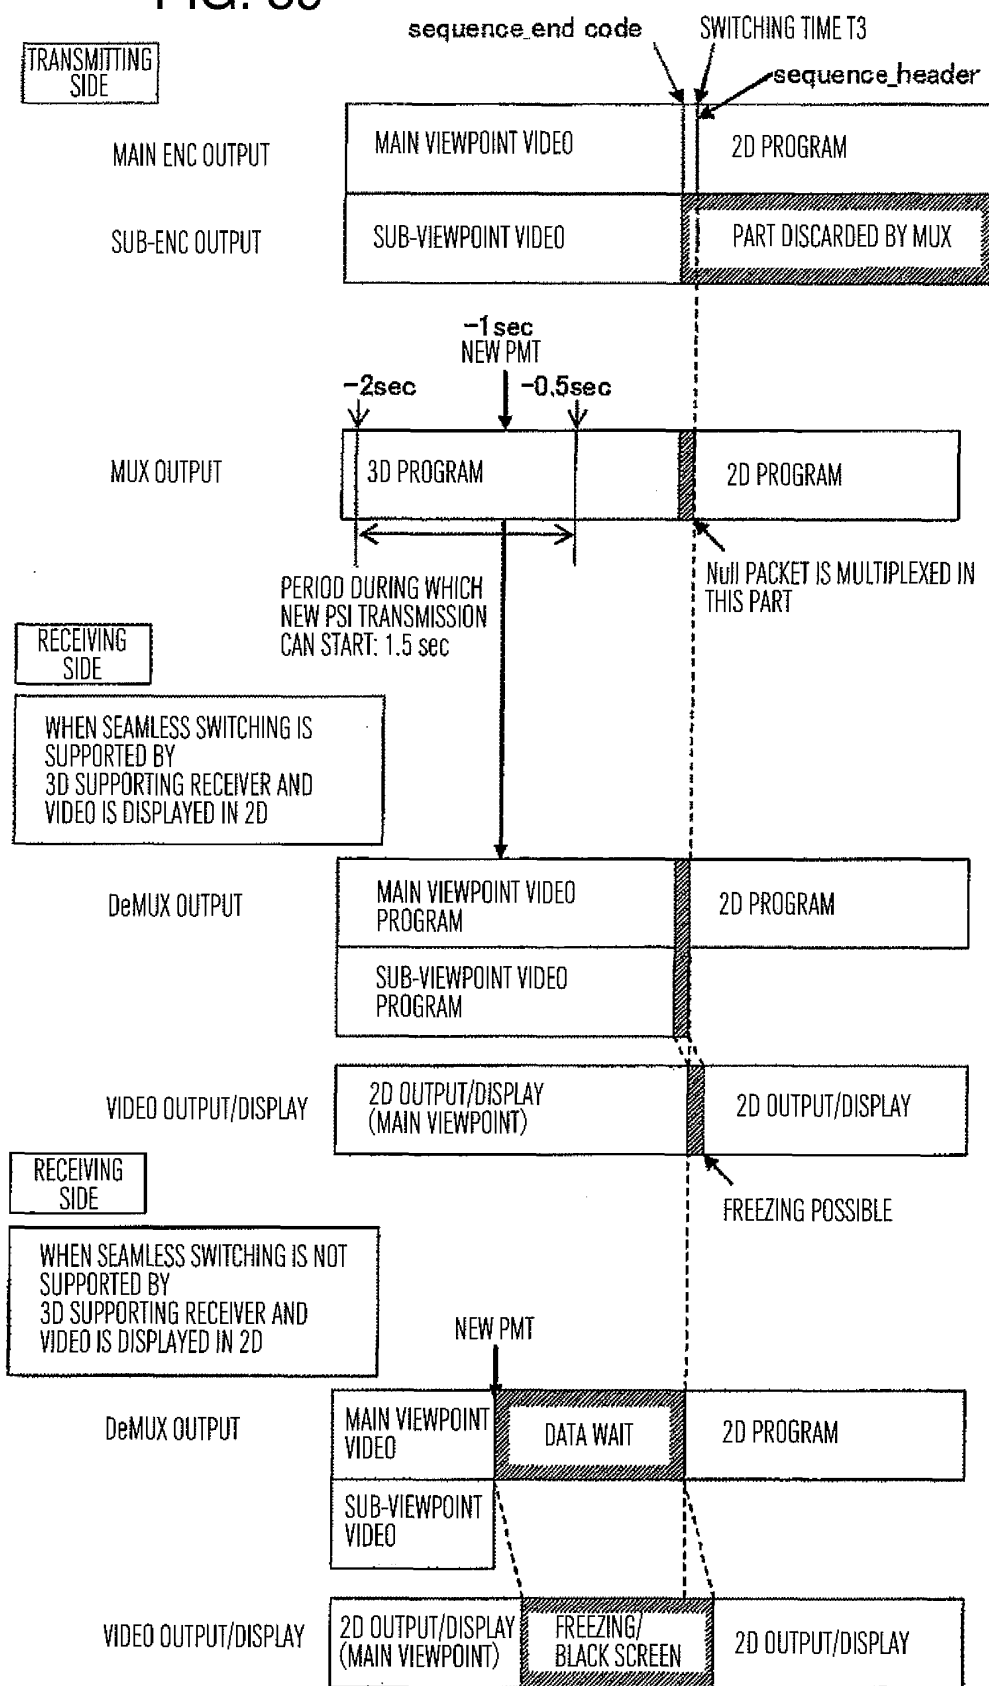 sequence_end code
SWITCHING TIME T3
TRANSMITTING
SIDE
sequence_header
MAIN ENC OUTPUT
MAIN VIEWPOINT VIDEO
2D PROGRAM
SUB-ENC OUTPUT
SUB-VIEWPOINT VIDEO
PART DISCARDED BY MUX
-1sec
NEW PMT
-2sec
-0.5sec
MUX OUTPUT
3D PROGRAM
2D PROGRAM
Null PACKET IS MULTIPLEXED IN
THIS PART
PERIOD DURING WHICH
NEW PSI TRANSMISSION
CAN START: 1.5 sec
RECEIVING
SIDE
WHEN SEAMLESS SWITCHING IS
SUPPORTED BY
3D SUPPORTING RECEIVER AND
VIDEO IS DISPLAYED IN 2D
DeMUX OUTPUT
MAIN VIEWPOINT VIDEO
PROGRAM
2D PROGRAM
SUB-VIEWPOINT VIDEO
PROGRAM
VIDEO OUTPUT/DISPLAY
2D OUTPUT/DISPLAY
(MAIN VIEWPOINT)
2D OUTPUT/DISPLAY
FREEZING POSSIBLE
RECEIVING
SIDE
WHEN SEAMLESS SWITCHING IS NOT
SUPPORTED BY
3D SUPPORTING RECEIVER AND
VIDEO IS DISPLAYED IN 2D
NEW PMT
DeMUX OUTPUT
MAIN VIEWPOINT
VIDEO
DATA WAIT
2D PROGRAM
SUB-VIEWPOINT
VIDEO
VIDEO OUTPUT/DISPLAY
2D OUTPUT/DISPLAY
(MAIN VIEWPOINT)
FREEZING/
BLACK SCREEN
2D OUTPUT/DISPLAY